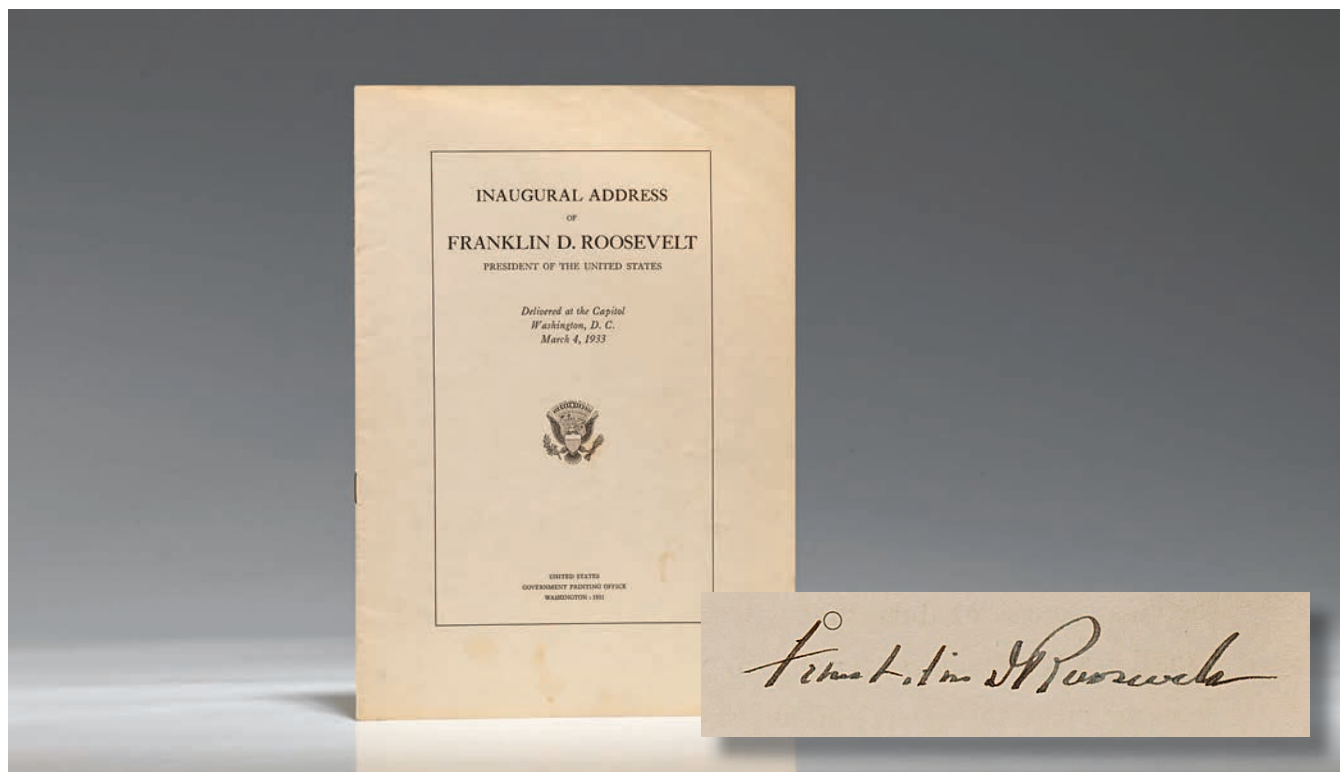 INAUGURAL ADDRESS
OF
FRANKLIN D. ROOSEVELT
PRESIDENT OF THE UNITED STATES
Delivered at the Capitol
Washington, D. C.
March 4, 1933
UNITED STATES
GOVERNMENT PRINTING OFFICE
WASHINGTON :
Franklin D Roosevelt